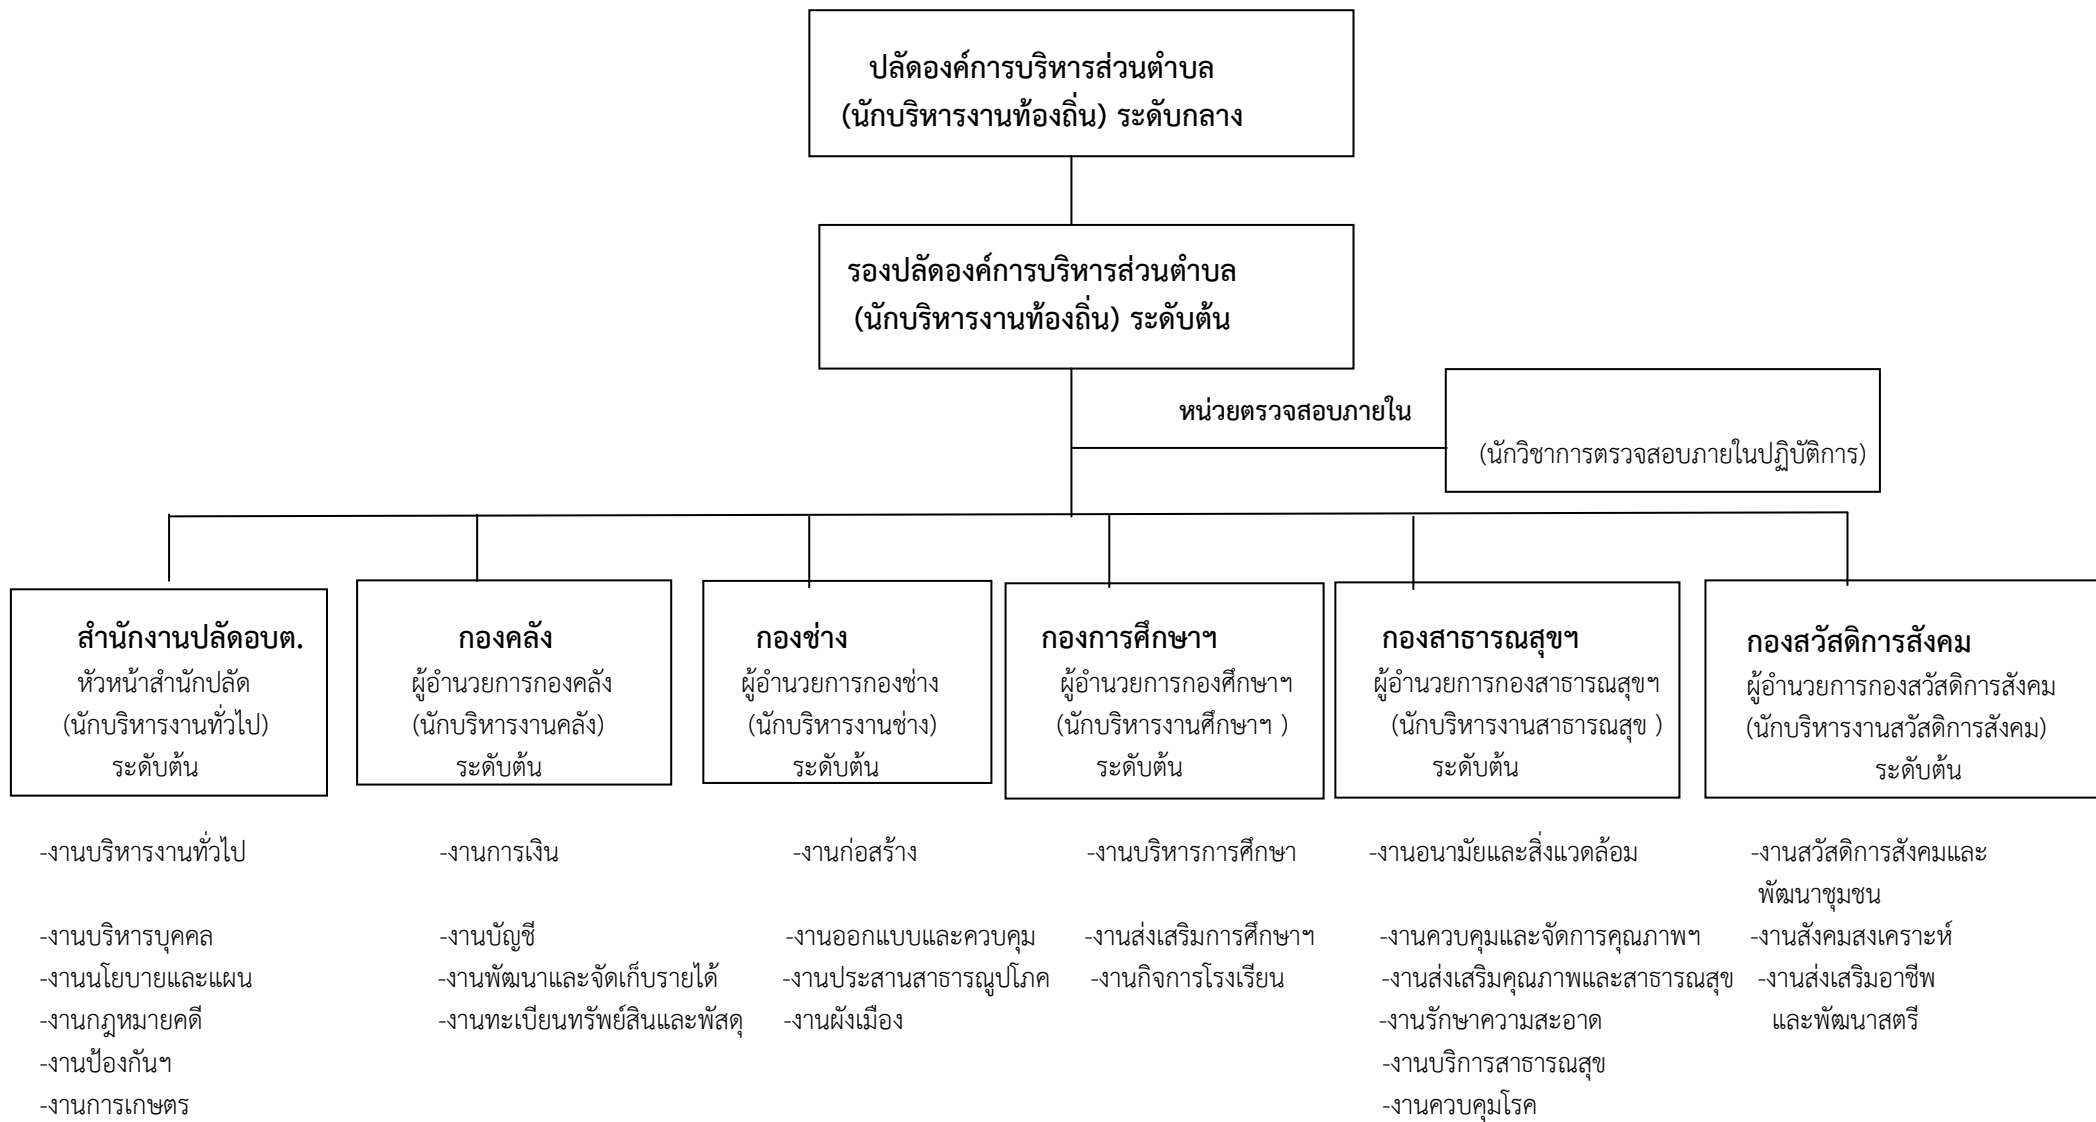 ปลัดองค์การบริหารส่วนตำบล
(นักบริหารงานท้องถิ่น) ระดับกลาง
รองปลัดองค์การบริหารส่วนตำบล
(นักบริหารงานท้องถิ่น) ระดับต้น
หน่วยตรวจสอบภายใน
(นักวิชาการตรวจสอบภายในปฏิบัติการ)
สำนักงานปลัดอบต.
หัวหน้าสำนักปลัด
(นักบริหารงานทั่วไป)
ระดับต้น
-งานบริหารงานทั่วไป
-งานบริหารบุคคล
-งานนโยบายและแผน
-งานกฎหมายคดี
-งานป้องกันฯ
-งานการเกษตร
กองคลัง
ผู้อำนวยการกองคลัง
(นักบริหารงานคลัง)
ระดับต้น
-งานการเงิน
-งานบัญชี
-งานพัฒนาและจัดเก็บรายได้
-งานทะเบียนทรัพย์สินและพัสดุ
กองช่าง
ผู้อำนวยการกองช่าง
(นักบริหารงานช่าง)
ระดับต้น
-งานก่อสร้าง
-งานออกแบบและควบคุม
-งานประสานสาธารณูปโภค
-งานผังเมือง
กองการศึกษาฯ
ผู้อำนวยการกองศึกษาฯ
(นักบริหารงานศึกษาฯ )
ระดับต้น
-งานบริหารการศึกษา
-งานส่งเสริมการศึกษาฯ
-งานกิจการโรงเรียน
กองสาธารณสุขฯ
ผู้อำนวยการกองสาธารณสุขฯ
(นักบริหารงานสาธารณสุข )
ระดับต้น
-งานอนามัยและสิ่งแวดล้อม
-งานควบคุมและจัดการคุณภาพฯ
-งานส่งเสริมคุณภาพและสาธารณสุข
-งานรักษาความสะอาด
-งานบริการสาธารณสุข
-งานควบคุมโรค
กองสวัสดิการสังคม
ผู้อำนวยการกองสวัสดิการสังคม
(นักบริหารงานสวัสดิการสังคม)
ระดับต้น
-งานสวัสดิการสังคมและ
พัฒนาชุมชน
-งานสังคมสงเคราะห์
-งานส่งเสริมอาชีพ
และพัฒนาสตรี